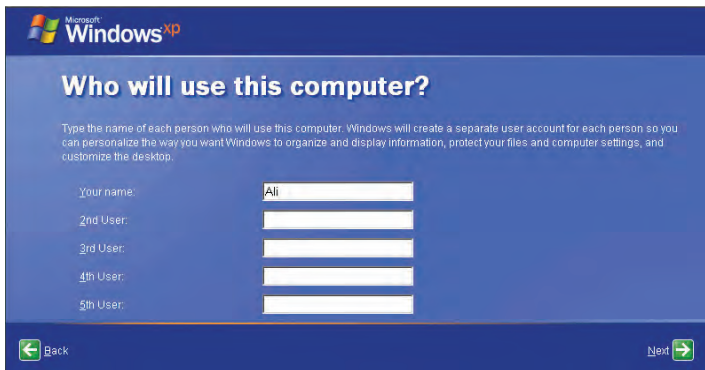 Microsoft
Windows xp
Who will use this computer?
Type the name of each person who will use this computer. Windows will create a separate user account for each person so you
can personalize the way you want Windows to organize and display information, protect your files and computer settings, and
customize the desktop.
Your name: Ali
2nd User:
3rd User:
4th User:
5th User:
Back Next